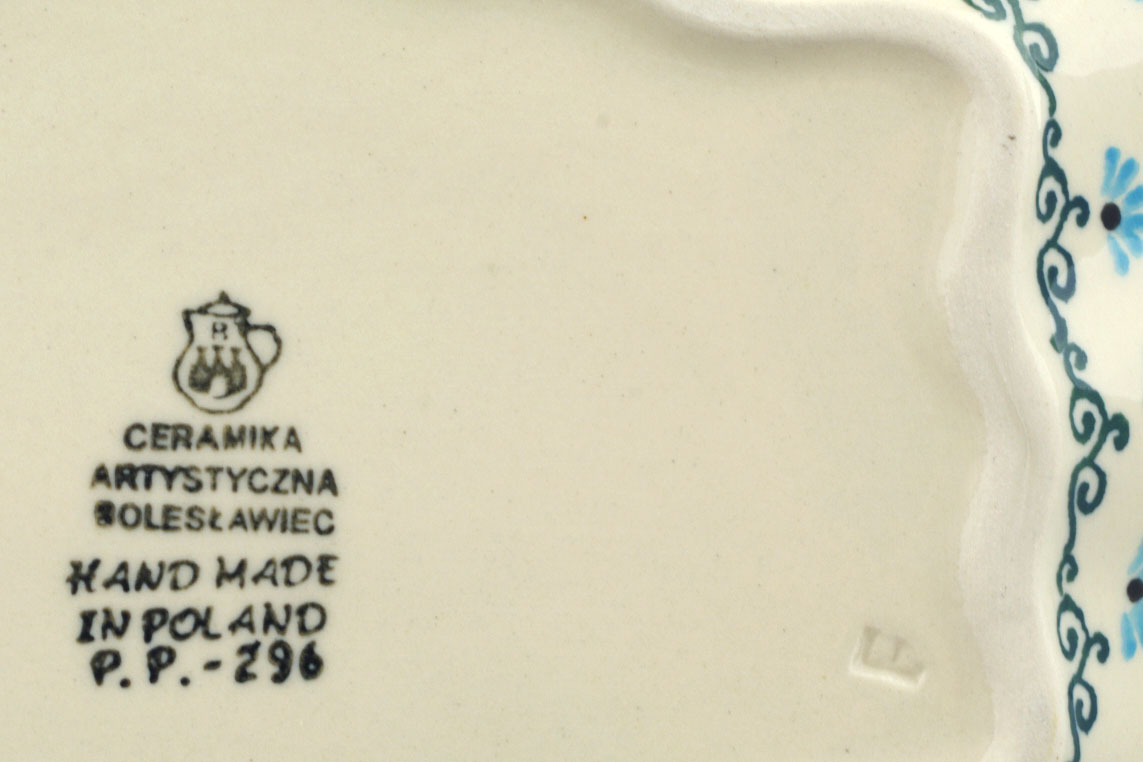 B
CERAMIKA
ARTYSTYCZNA
BOLESŁAWIEC
HAND MADE
IN POLAND
P. P. - 296